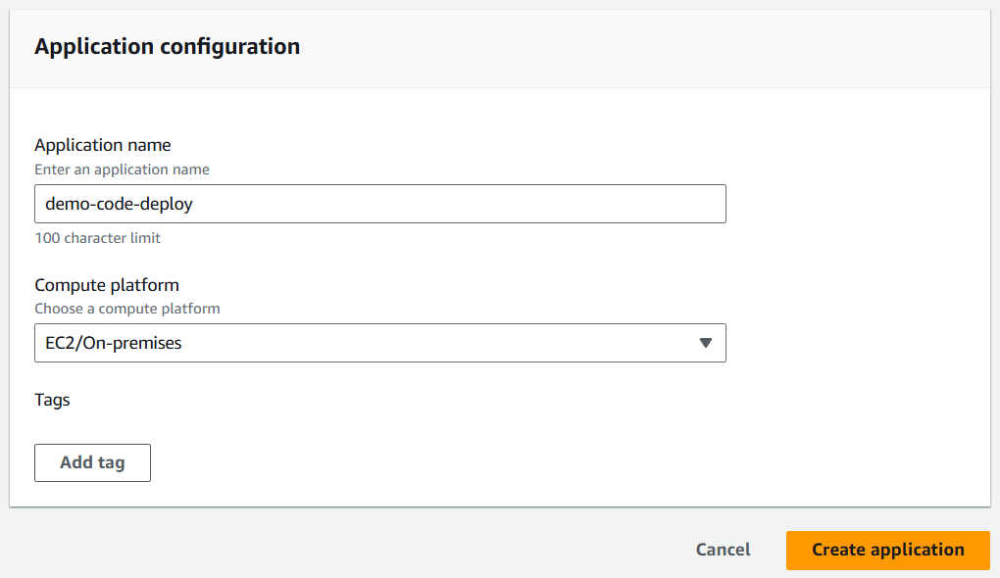 Application configuration
Application name
Enter an application name
demo-code-deploy
100 character limit
Compute platform
Choose a compute platform
EC2/On-premises
Tags
Add tag
Cancel
Create application